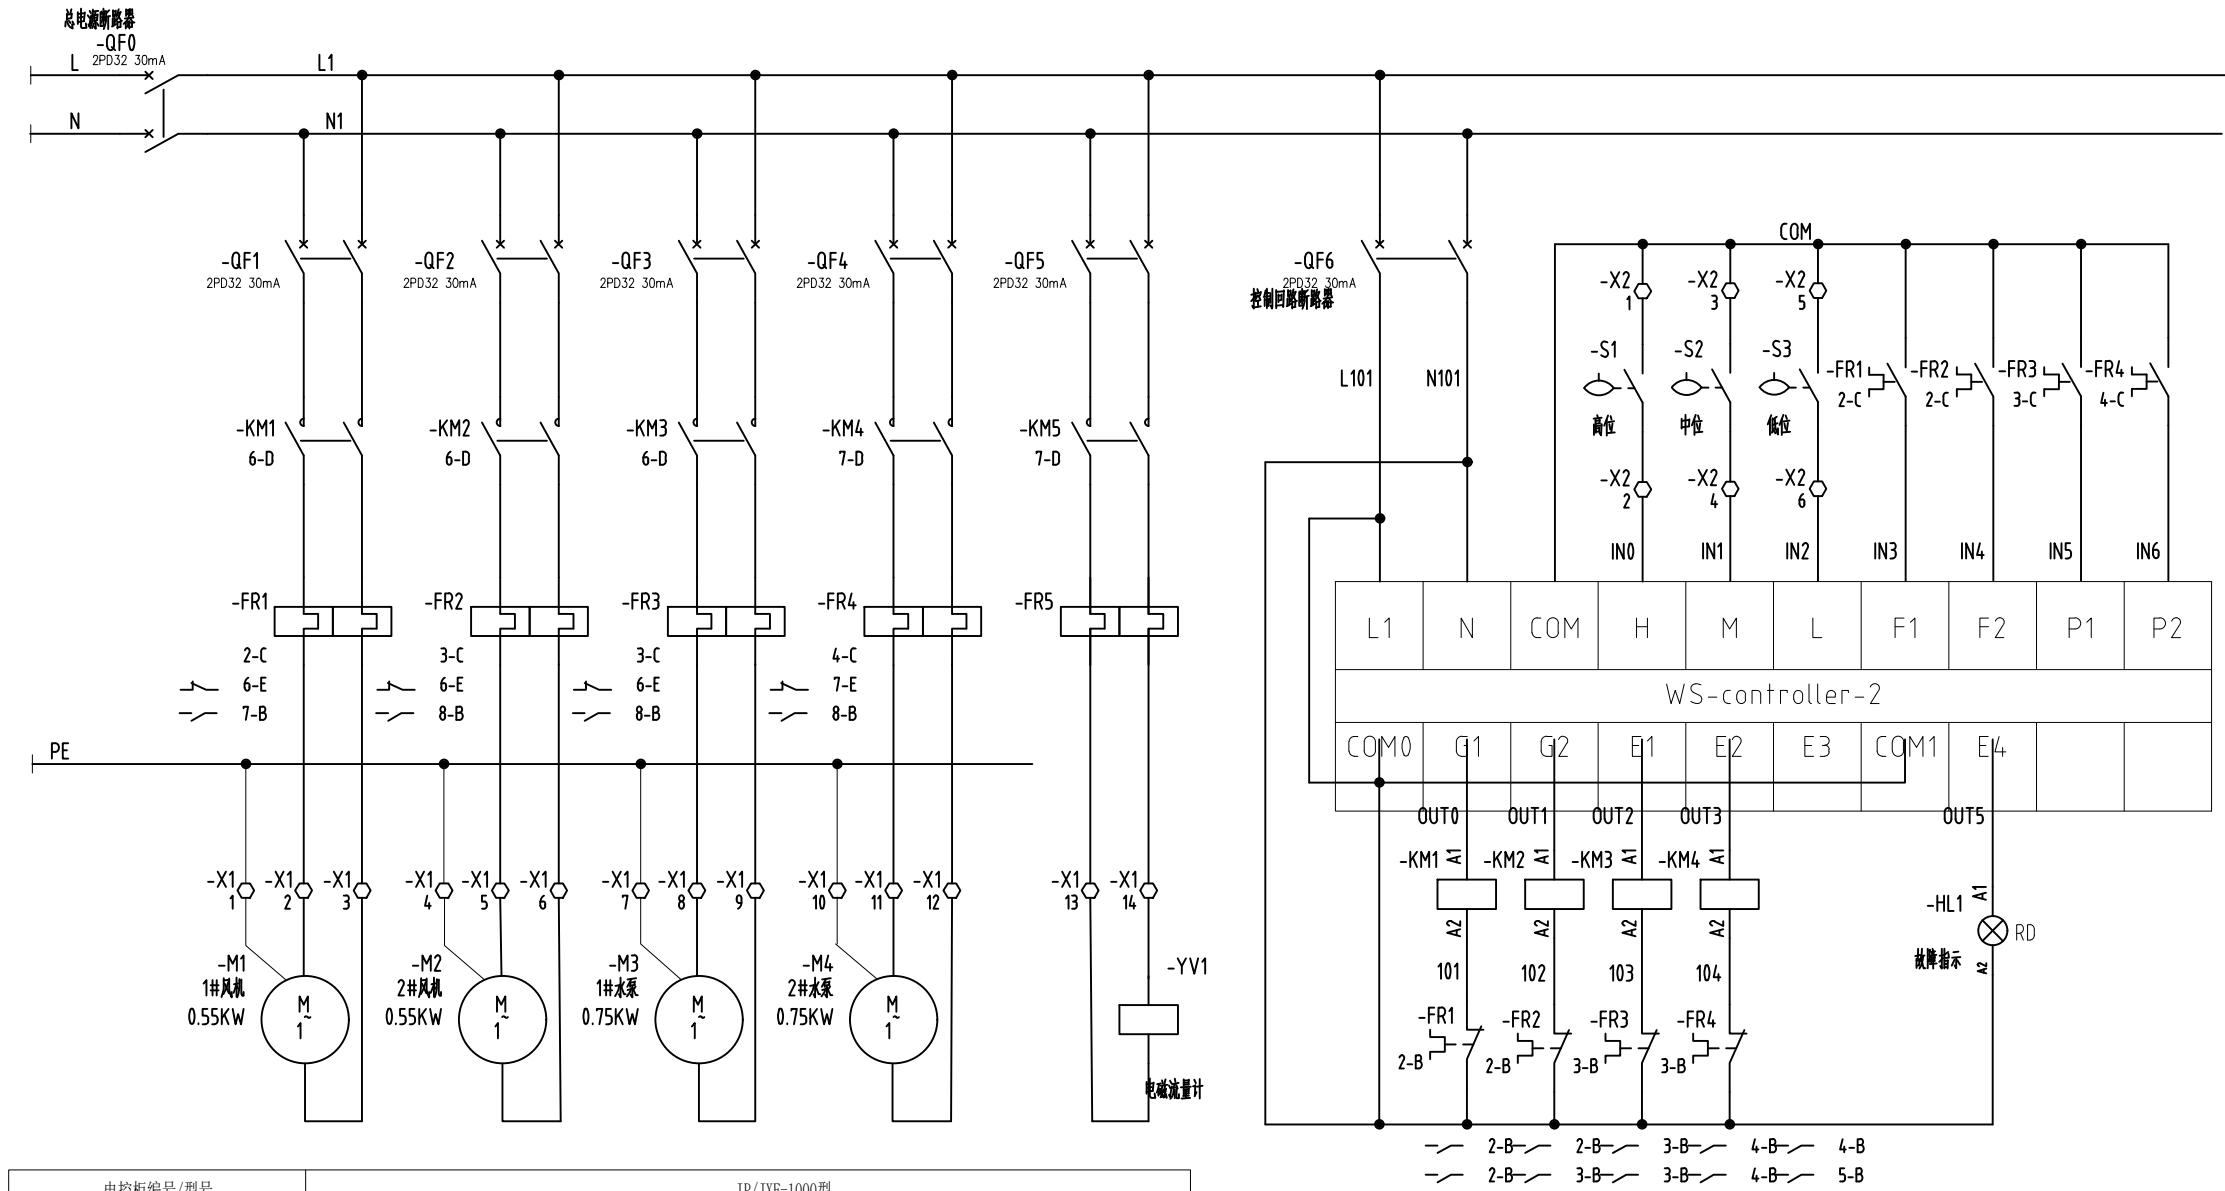 总电源断路器
-QF0
2PD32 30mA
L
L1
N
N1
-QF1
2PD32 30mA
-QF2
2PD32 30mA
-QF3
2PD32 30mA
-QF4
2PD32 30mA
-QF5
2PD32 30mA
-QF6
2PD32 30mA
控制回路断路器
COM
-X2
1
-X2
3
-X2
5
-S1
-S2
-S3
高位
中位
低位
-FR1
2-C
-FR2
2-C
-FR3
3-C
-FR4
4-C
L101
N101
-KM1
6-D
-KM2
6-D
-KM3
6-D
-KM4
7-D
-KM5
7-D
-X2
2
-X2
4
-X2
6
IN0
IN1
IN2
IN3
IN4
IN5
IN6
-FR1
-FR2
-FR3
-FR4
-FR5
2-C
6-E
7-B
3-C
6-E
8-B
3-C
6-E
8-B
4-C
7-E
8-B
L1
N
COM
H
M
L
F1
F2
P1
P2
WS-controller-2
COM0
G1
G2
E1
E2
E3
COM1
E4
PE
OUT0
OUT1
OUT2
OUT3
OUT5
-KM1
A1
-KM2
A1
-KM3
A1
-KM4
A1
A2
A2
A2
A2
-X1
1
-X1
2
-X1
3
-X1
4
-X1
5
-X1
6
-X1
7
-X1
8
-X1
9
-X1
10
-X1
11
-X1
12
-X1
13
-X1
14
-HL1
A1
RD
A2
故障指示
101
102
103
104
-M1
1#风机
0.55KW
M
1~
-M2
2#风机
0.55KW
M
1~
-M3
1#水泵
0.75KW
M
1~
-M4
2#水泵
0.75KW
M
1~
-YV1
电磁流量计
-FR1
2-B
-FR2
2-B
-FR3
3-B
-FR4
3-B
2-B
2-B
3-B
4-B
4-B
2-B
3-B
3-B
4-B
5-B
电控柜编号/型号